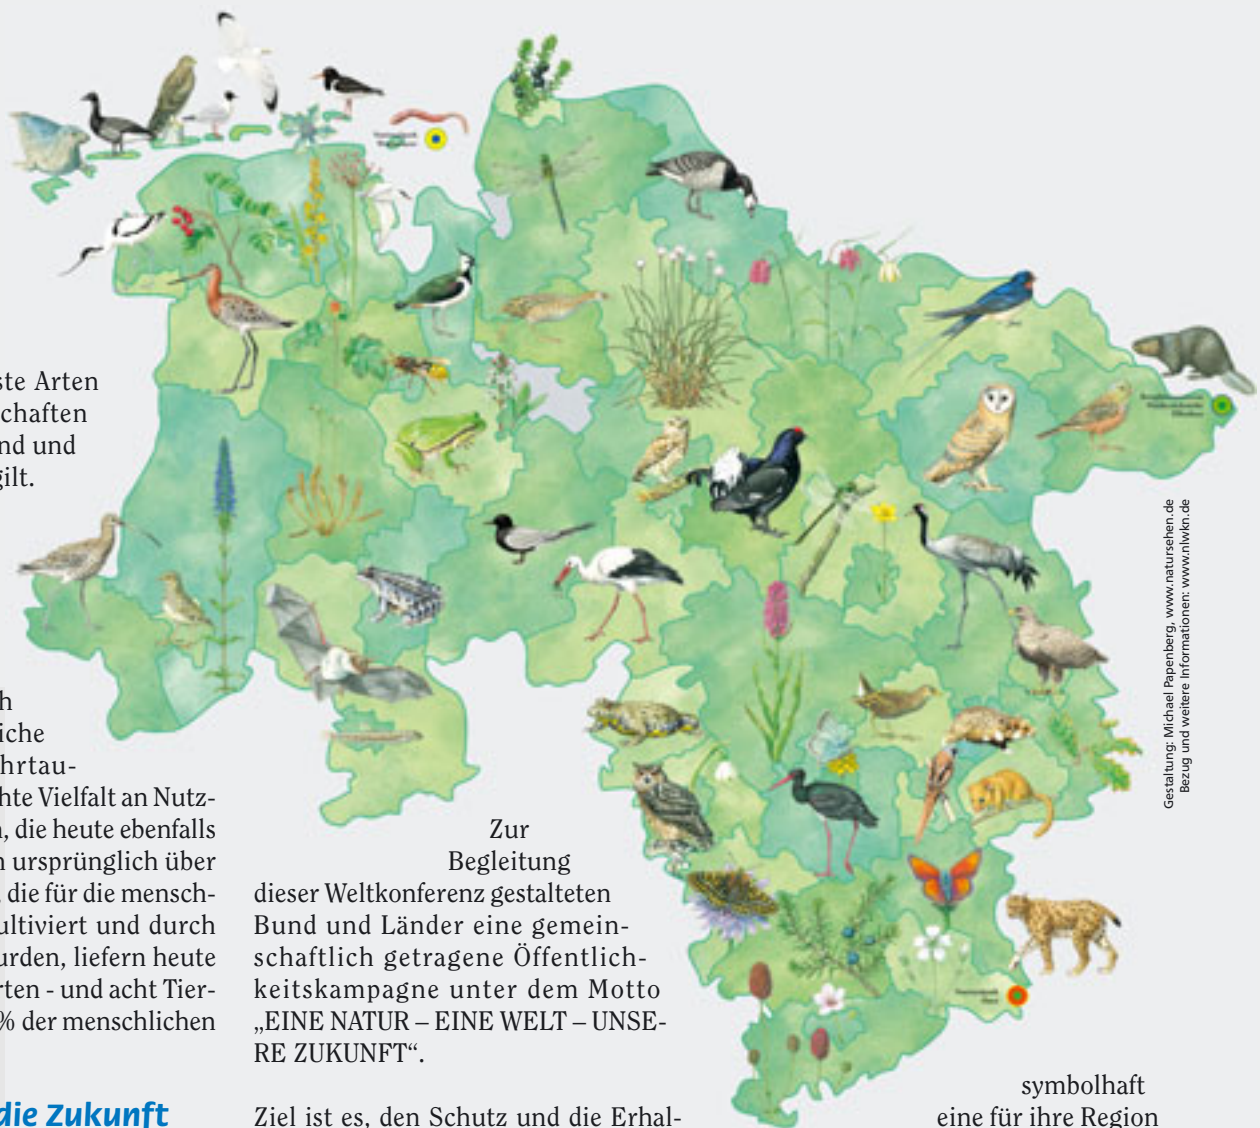 ste Arten
schaften
nd und
gilt.
h
iche
hrtau-
hte Vielfalt an Nutz-
n, die heute ebenfalls
n ursprünglich über
die für die mensch-
ultiviert und durch
urden, liefern heute
rten - und acht Tier-
% der menschlichen
die Zukunft
Zur
Begleitung
dieser Weltkonferenz gestalteten
Bund und Länder eine gemein-
schaftlich getragene Öffentlich-
keitskampagne unter dem Motto
„EINE NATUR – EINE WELT – UNSE-
RE ZUKUNFT“.
Ziel ist es, den Schutz und die Erhal-
symbolhaft
eine für ihre Region
Gestaltung: Michael Papenberg, www.natursehen.de
Bezug und weitere Informationen: www.nlwkn.de